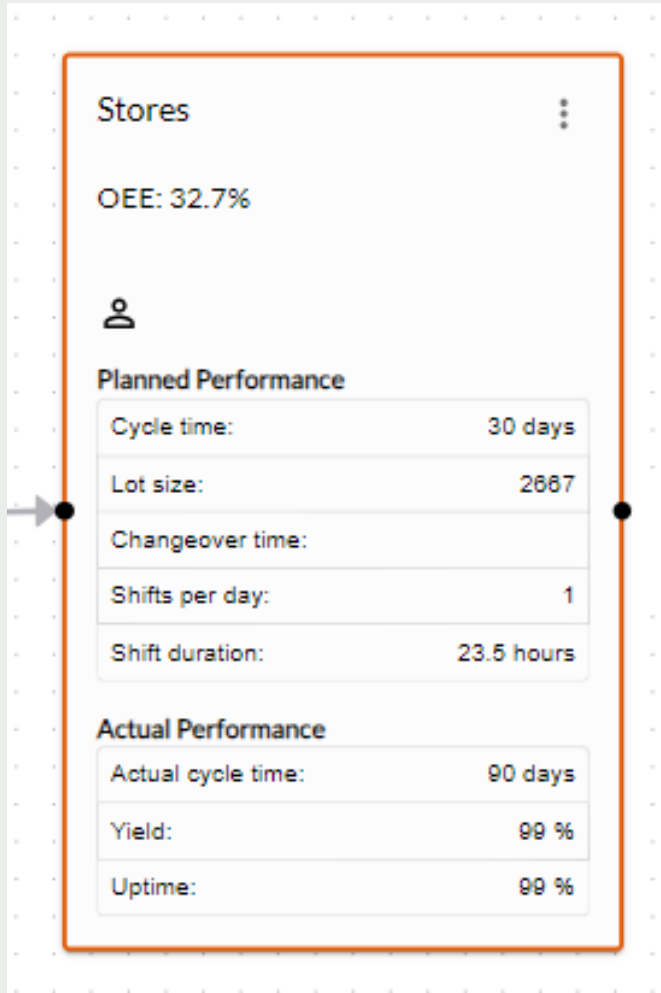 Stores
OEE: 32.7%
Planned Performance
Cycle time: 30 days
Lot size: 2667
Changeover time:
Shifts per day: 1
Shift duration: 23.5 hours
Actual Performance
Actual cycle time: 90 days
Yield: 99 %
Uptime: 99 %